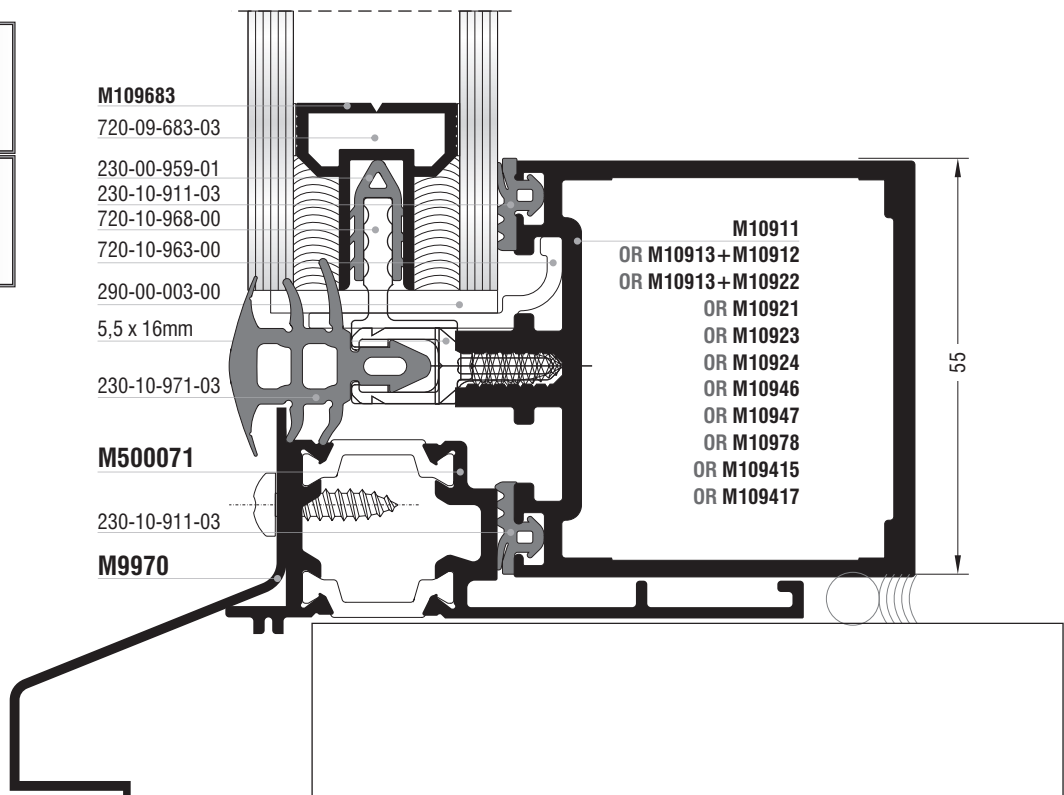 M109683
720-09-683-03
230-00-959-01
230-10-911-03
720-10-968-00
720-10-963-00
290-00-003-00
5,5 x 16mm
230-10-971-03
M500071
230-10-911-03
M9970
M10911
OR M10913+M10912
OR M10913+M10922
OR M10921
OR M10923
OR M10924
OR M10946
OR M10947
OR M10978
OR M109415
OR M109417
55